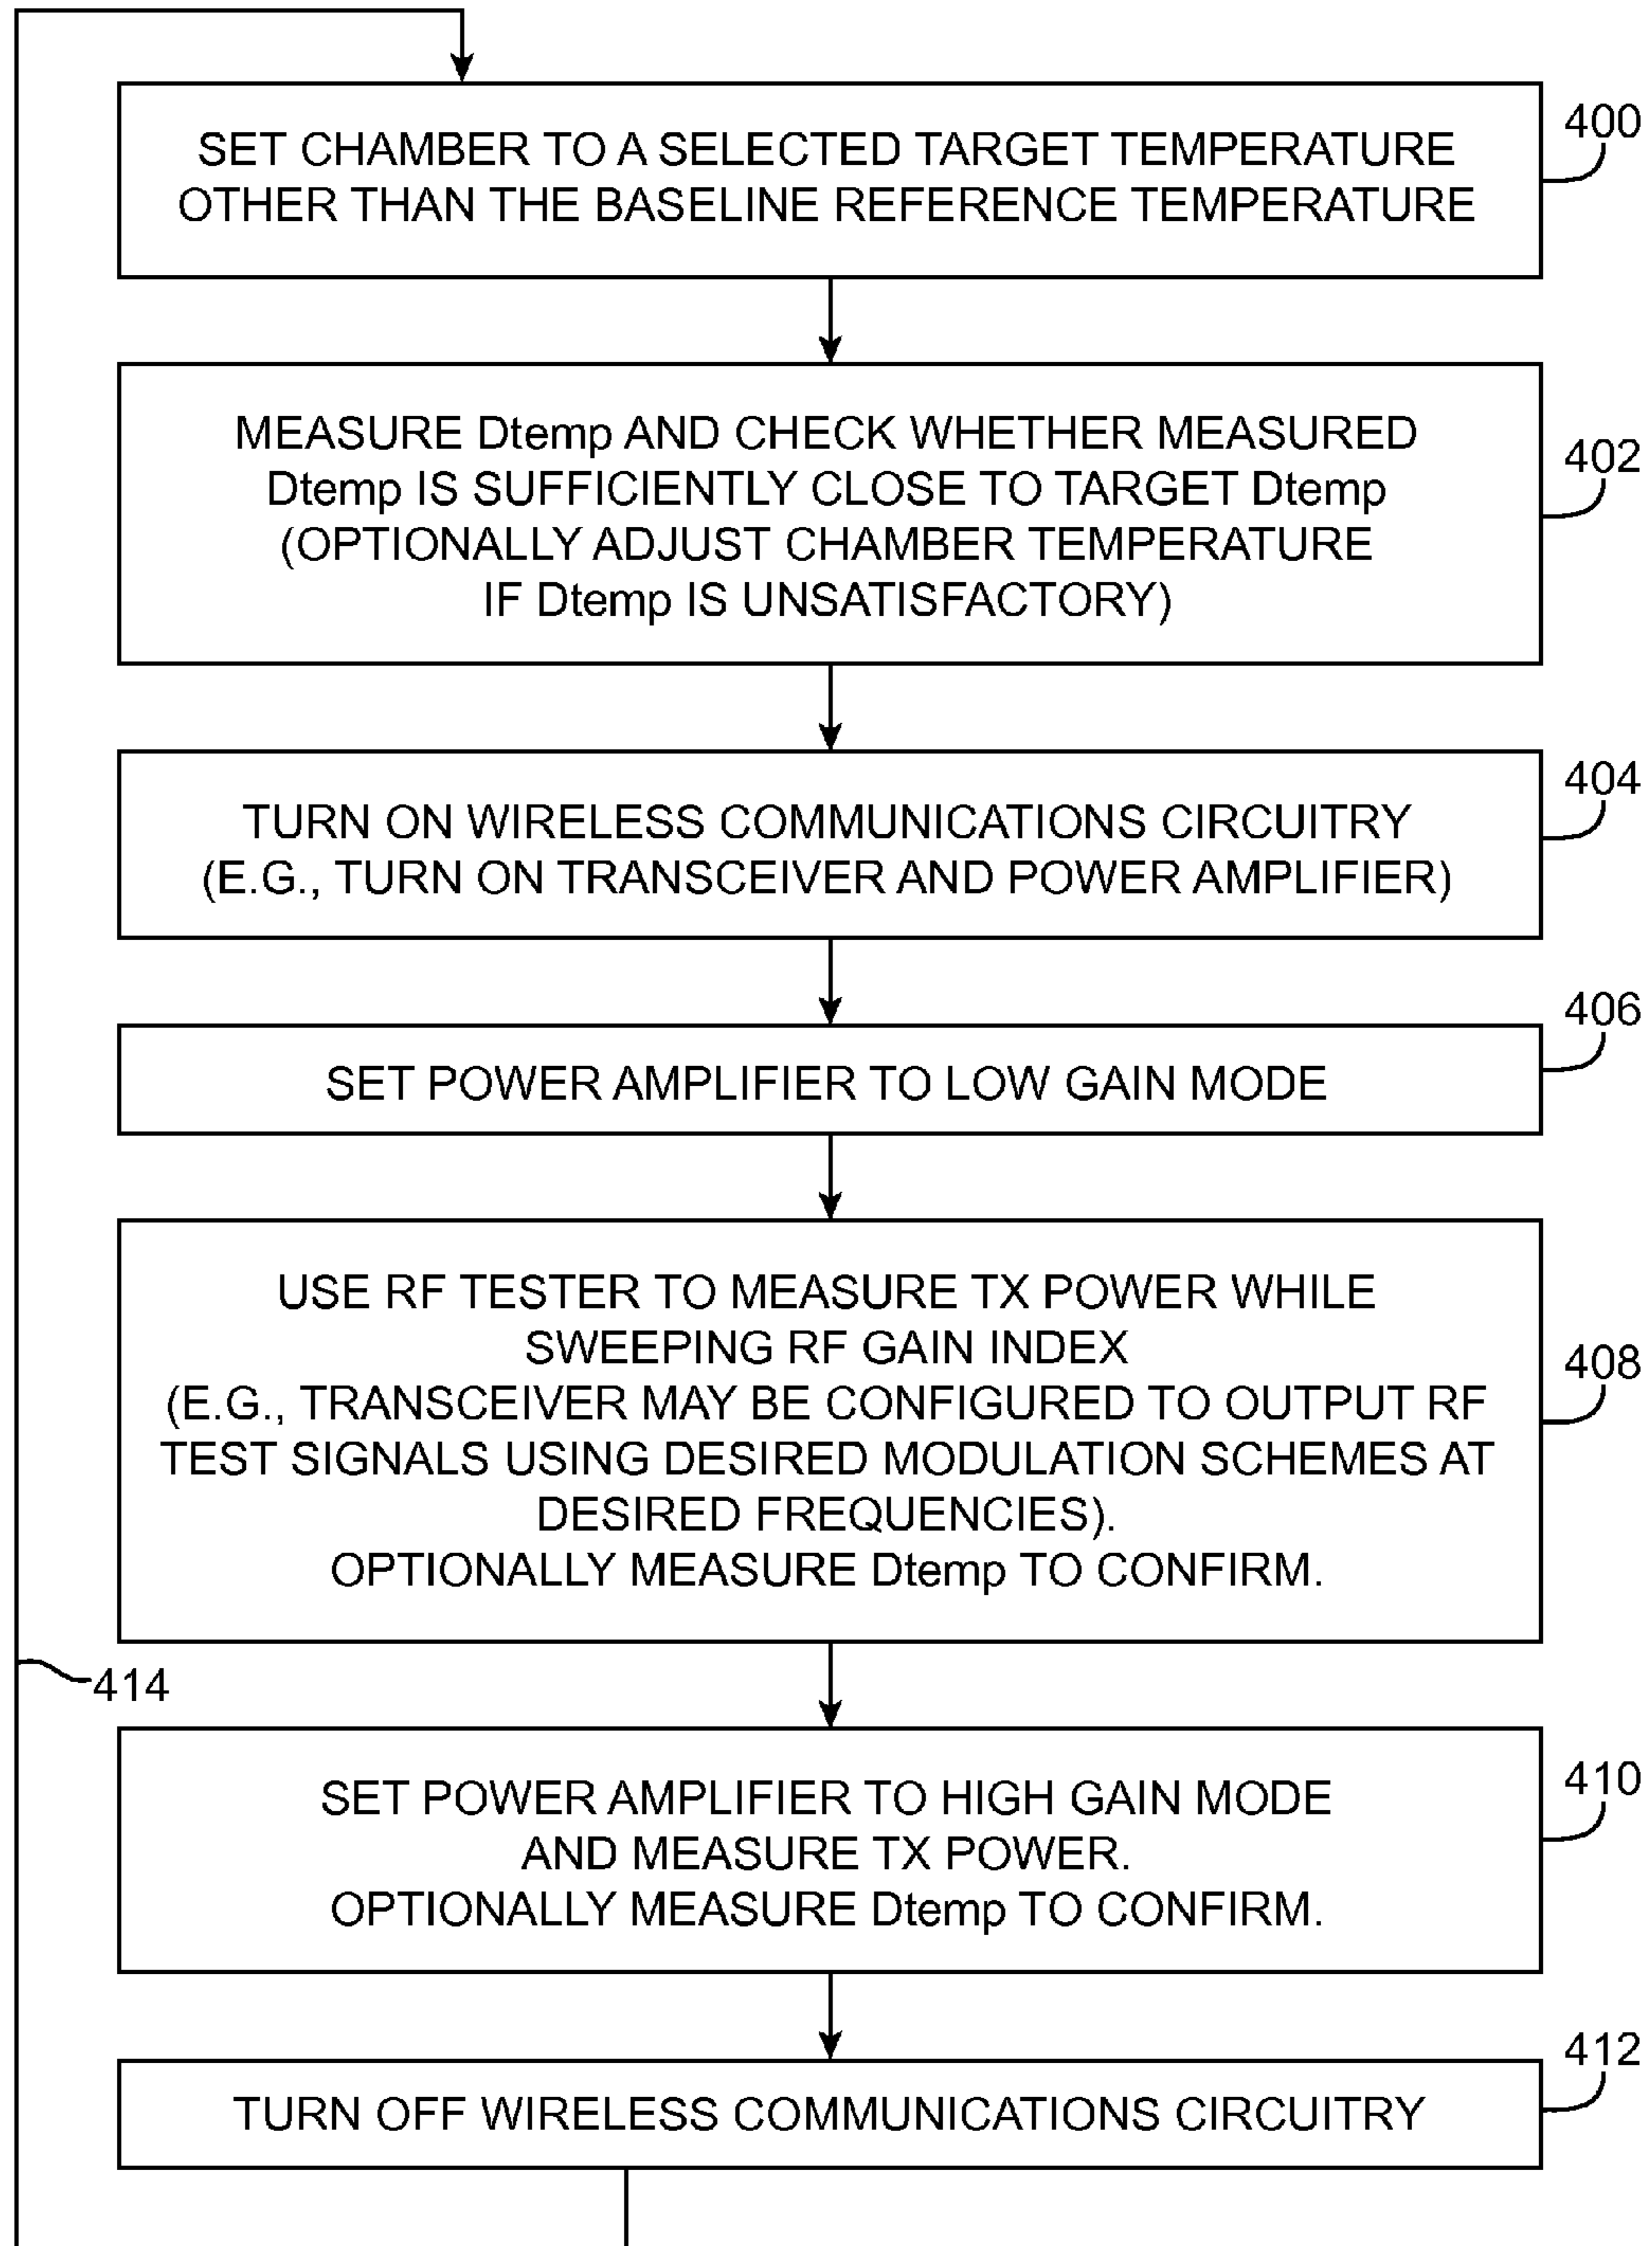 400
SET CHAMBER TO A SELECTED TARGET TEMPERATURE
OTHER THAN THE BASELINE REFERENCE TEMPERATURE
402
MEASURE Dtemp AND CHECK WHETHER MEASURED
Dtemp IS SUFFICIENTLY CLOSE TO TARGET Dtemp
(OPTIONALLY ADJUST CHAMBER TEMPERATURE
IF Dtemp IS UNSATISFACTORY)
404
TURN ON WIRELESS COMMUNICATIONS CIRCUITRY
(E.G., TURN ON TRANSCEIVER AND POWER AMPLIFIER)
406
SET POWER AMPLIFIER TO LOW GAIN MODE
408
USE RF TESTER TO MEASURE TX POWER WHILE
SWEEPING RF GAIN INDEX
(E.G., TRANSCEIVER MAY BE CONFIGURED TO OUTPUT RF
TEST SIGNALS USING DESIRED MODULATION SCHEMES AT
DESIRED FREQUENCIES).
OPTIONALLY MEASURE Dtemp TO CONFIRM.
414
410
SET POWER AMPLIFIER TO HIGH GAIN MODE
AND MEASURE TX POWER.
OPTIONALLY MEASURE Dtemp TO CONFIRM.
412
TURN OFF WIRELESS COMMUNICATIONS CIRCUITRY